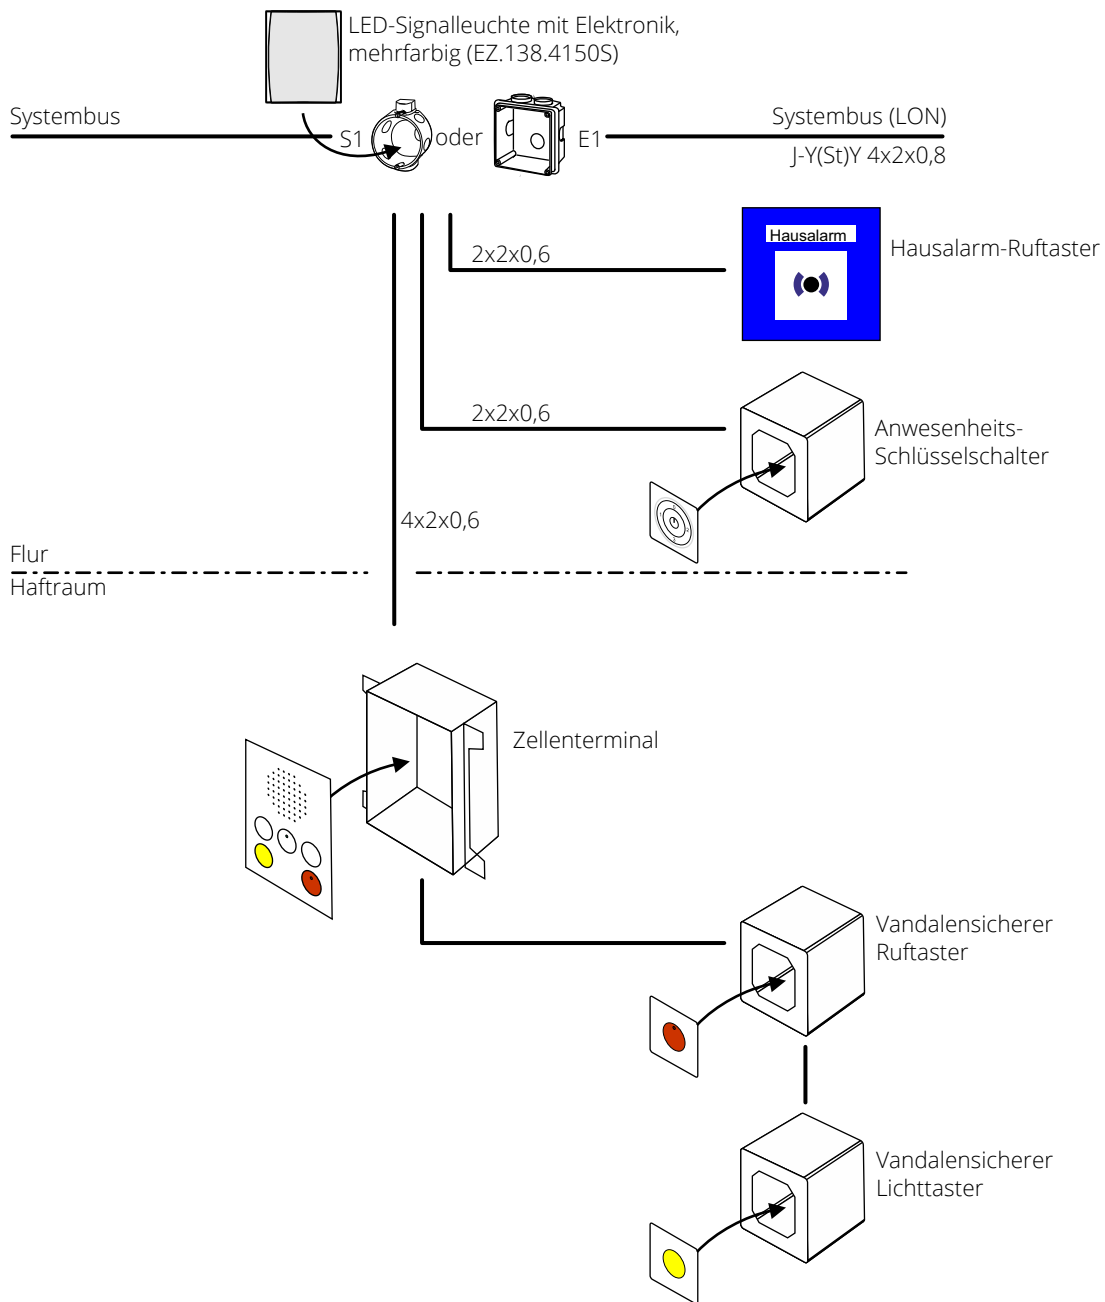 LED-Signalleuchte mit Elektronik,
mehrfarbig (EZ.138.4150S)
Systembus
S1
oder
E1
Systembus (LON)
J-Y(St)Y 4x2x0,8
2x2x0,6
Hausalarm
Hausalarm-Ruftaster
2x2x0,6
Anwesenheits-
Schlüsselschalter
4x2x0,6
Flur
Haftraum
Zellenterminal
Vandalensicherer
Ruftaster
Vandalensicherer
Lichttaster